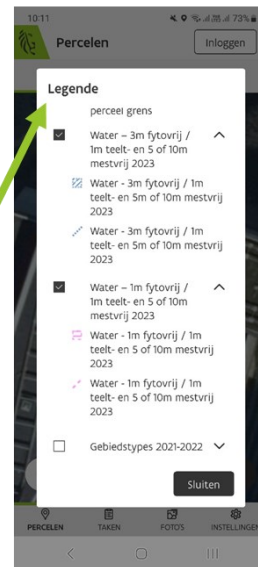 10:11
73%
Percelen
Inloggen
Legende
perceel grens
Water – 3m fytovrij /
1m teelt- en 5 of 10m
mestvrij 2023
Water - 3m fytovrij / 1m
teelt- en 5m of 10m mestvrij
2023
Water - 3m fytovrij / 1m
teelt- en 5m of 10m mestvrij
2023
Water – 1m fytovrij /
1m teelt- en 5 of 10m
mestvrij 2023
Water - 1m fytovrij / 1m
teelt- en 5 of 10m mestvrij
2023
Water - 1m fytovrij / 1m
teelt- en 5 of 10m mestvrij
2023
Gebiedstypes 2021-2022
Sluiten
PERCELEN
TAKEN
FOTO'S
INSTELLINGEN